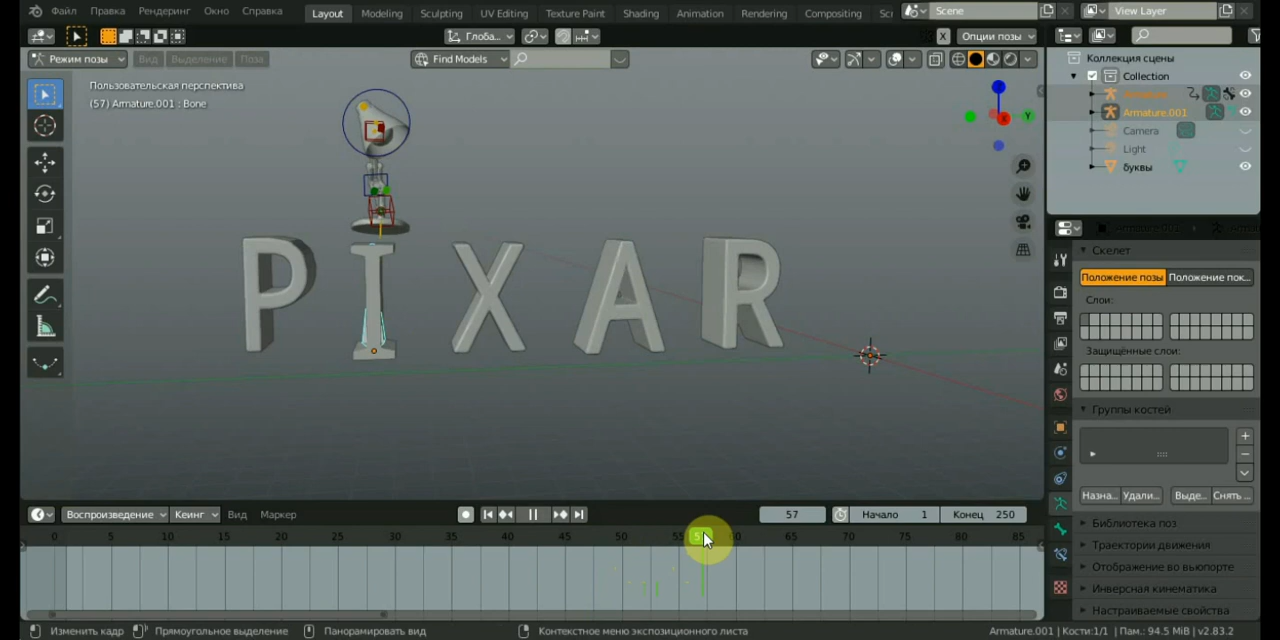 Файл Правка Рендеринг Окно Справка Layout Modeling Sculpting UV Editing Texture Paint Shading Animation Rendering Compositing Scene View Layer
Глоба... X Опции позы
Режим позы Вид Выделение Поза Find Models
Пользовательская перспектива
(57) Armature.001 : Bone
Коллекция сцены
Collection
Armature
Armature.001
Camera
Light
буквы
X
Y
PIXAR
Скелет
Положение позы Положение пок...
Слои:
Защищённые слои:
Группы костей
Назна... Удали... Выде... Снять ...
Библиотека поз
Траектории движения
Отображение во вьюпорте
Инверсная кинематика
Настраиваемые свойства
Воспроизведение Кеинг Вид Маркер 57 Начало 1 Конец 250
0 5 10 15 20 25 30 35 40 45 50 55 65 70 75 80 85
Изменить кадр Прямоугольное выделение Панорамировать вид Контекстное меню экспозиционного листа Armature.001 | Кости:1/1 | Пам.: 94.5 MiB | v2.83.2